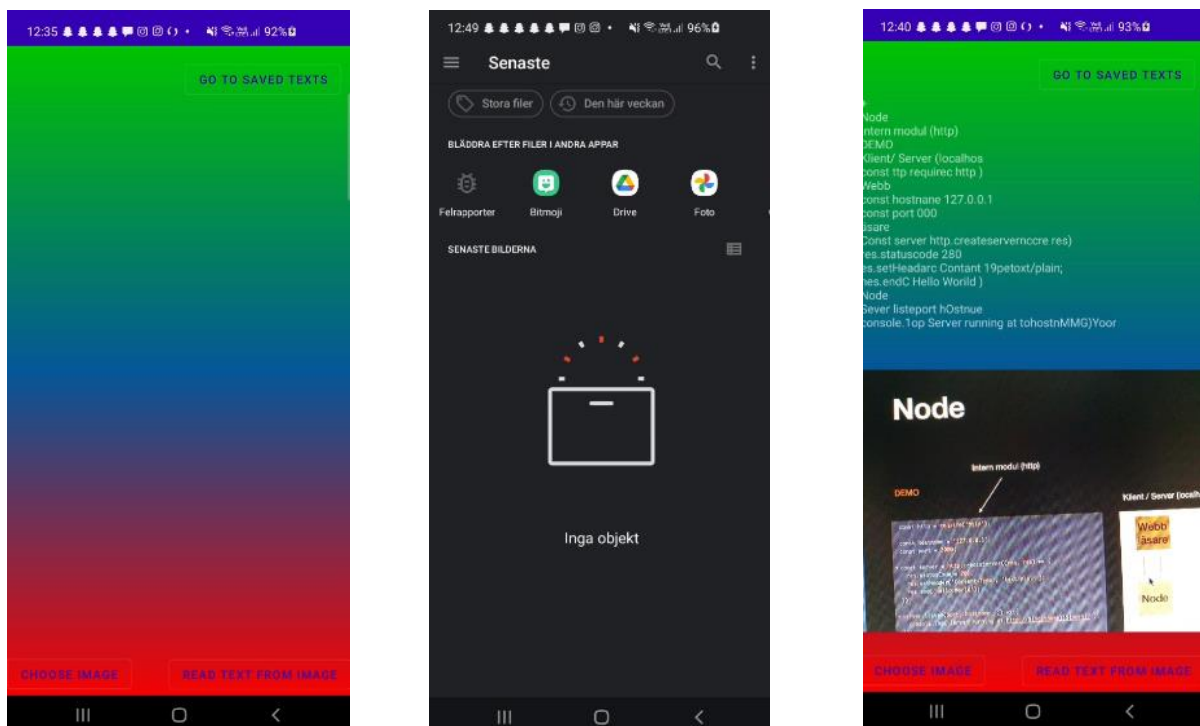 12:35
92%
GO TO SAVED TEXTS
CHOOSE IMAGE
READ TEXT FROM IMAGE
12:49
96%
Senaste
Stora filer
Den här veckan
BLÄDDRA EFTER FILER I ANDRA APPAR
Felrapporter
Bitmoji
Drive
Foto
SENASTE BILDERNA
Inga objekt
12:40
93%
GO TO SAVED TEXTS
Node
ntern modul (http)
DEMO
Klient/ Server (localhos
const ttp requirec http )
Webb
const hostnane 127.0.0.1
const port 000
äsare
Const server http.createservernccre res)
res.statuscode 280
es.setHeadarc Contant 19petoxt/plain;
nes.endC Hello Worild )
Node
Sever listeport hOstnue
console.1op Server running at tohostnMMG)Yoor
Node
Intern modul (http)
DEMO
Klient / Server (localh
Webb
äsare
Node
CHOOSE IMAGE
READ TEXT FROM IMAGE